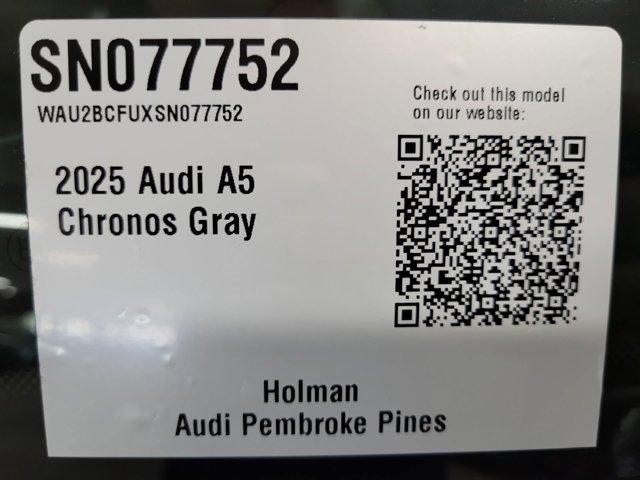 SN077752
WAU2BCFUXSN077752
Check out this model
on our website:
2025 Audi A5
Chronos Gray
Holman
Audi Pembroke Pines